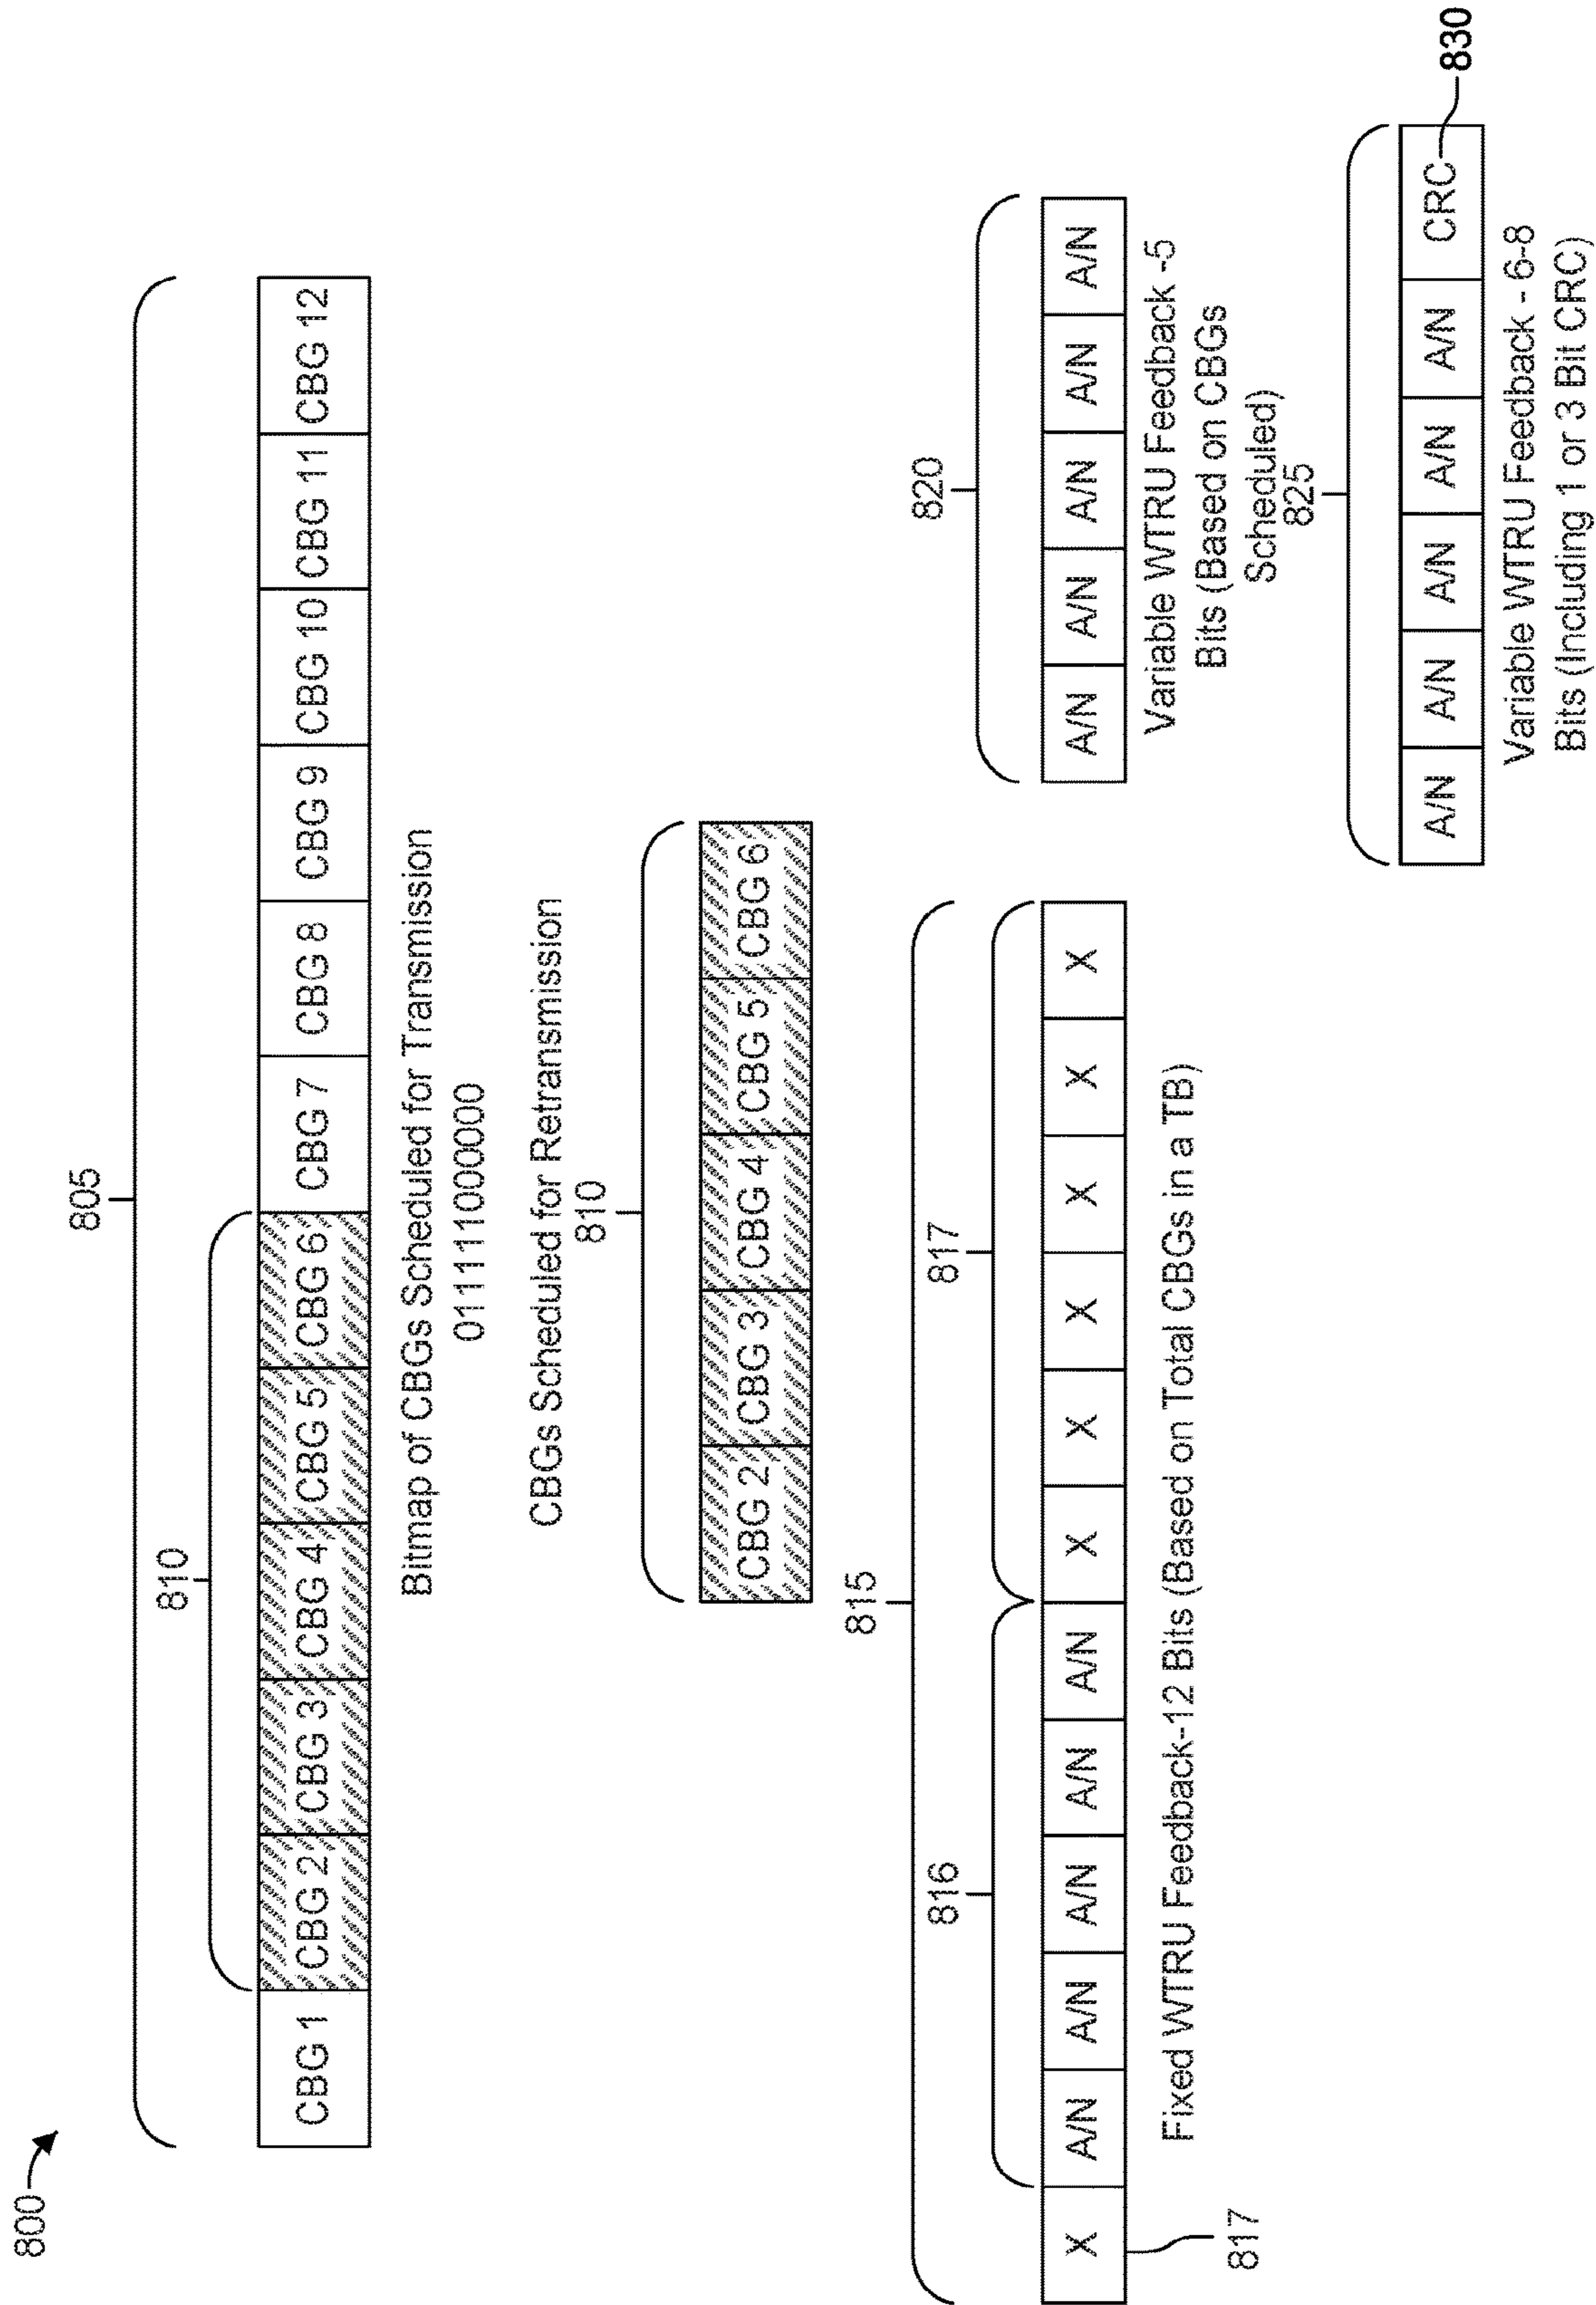 800
805
810
CBG 1 CBG 2 CBG 3 CBG 4 CBG 5 CBG 6 CBG 7 CBG 8 CBG 9 CBG 10 CBG 11 CBG 12
Bitmap of CBGs Scheduled for Transmission
011111000000
CBGs Scheduled for Retransmission
810
CBG 2 CBG 3 CBG 4 CBG 5 CBG 6
815
816 817
X A/N A/N A/N A/N A/N X X X X X X
817
Fixed WTRU Feedback-12 Bits (Based on Total CBGs in a TB)
820
A/N A/N A/N A/N A/N
Variable WTRU Feedback -5
Bits (Based on CBGs
Scheduled)
825
A/N A/N A/N A/N A/N CRC
830
Variable WTRU Feedback - 6-8
Bits (Including 1 or 3 Bit CRC)